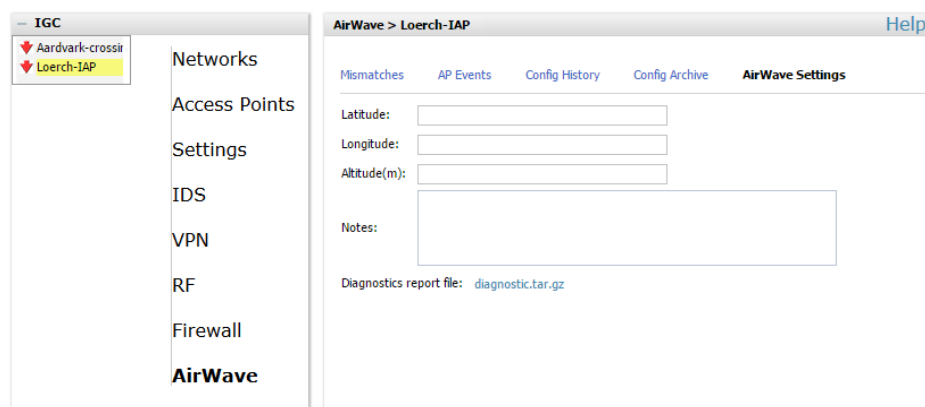 − IGC
Aardvark-crossin
Loerch-IAP
Networks
Access Points
Settings
IDS
VPN
RF
Firewall
AirWave
AirWave > Loerch-IAP
Help
Mismatches AP Events Config History Config Archive AirWave Settings
Latitude:
Longitude:
Altitude(m):
Notes:
Diagnostics report file: diagnostic.tar.gz